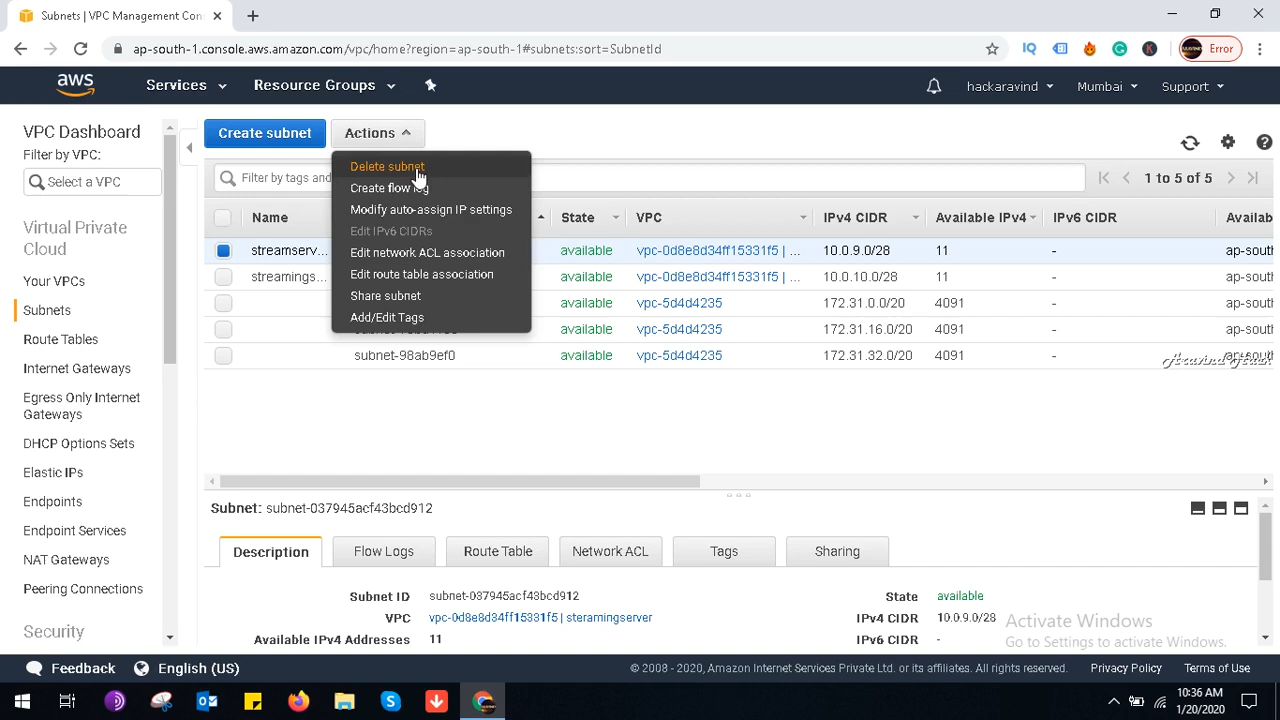 Subnets | VPC Management Con
ap-south-1.console.aws.amazon.com/vpc/home?region=ap-south-1#subnets:sort=SubnetId
Error
aws
Services
Resource Groups
hackaravind
Mumbai
Support
VPC Dashboard
Filter by VPC:
Select a VPC
Virtual Private
Cloud
Your VPCs
Subnets
Route Tables
Internet Gateways
Egress Only Internet
Gateways
DHCP Option Sets
Elastic IPs
Endpoints
Endpoint Services
NAT Gateways
Peering Connections
Security
Create subnet
Actions
Delete subnet
Create flow log
Modify auto-assign IP settings
Edit IPv6 CIDRs
Edit network ACL association
Edit route table association
Share subnet
Add/Edit Tags
Filter by tags and
1 to 5 of 5
Name State VPC IPv4 CIDR Available IPv4 IPv6 CIDR Availab
streamserv... available vpc-0d8e8d34ff15331f5 | ... 10.0.9.0/28 11 - ap-sout
streamings... available vpc-0d8e8d34ff15331f5 | ... 10.0.10.0/28 11 - ap-sout
available vpc-5d4d4235 172.31.0.0/20 4091 - ap-sout
available vpc-5d4d4235 172.31.16.0/20 4091 - ap-sout
subnet-98ab9ef0 available vpc-5d4d4235 172.31.32.0/20 4091 -
Subnet: subnet-037945acf43bcd912
Description Flow Logs Route Table Network ACL Tags Sharing
Subnet ID subnet-037945acf43bcd912 State available
VPC vpc-0d8e8d34ff15331f5 | steramingserver IPv4 CIDR 10.0.9.0/28
Available IPv4 Addresses 11 IPv6 CIDR -
Activate Windows
Go to Settings to activate Windows.
Feedback
English (US)
© 2008 - 2020, Amazon Internet Services Private Ltd. or its affiliates. All rights reserved.
Privacy Policy
Terms of Use
10:36 AM
1/20/2020